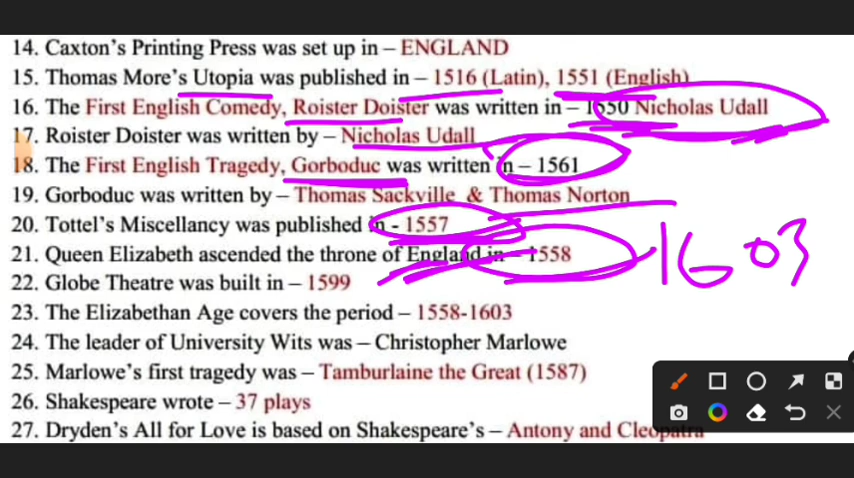 14. Caxton's Printing Press was set up in – ENGLAND
15. Thomas More's Utopia was published in – 1516 (Latin), 1551 (English)
16. The First English Comedy, Roister Doister was written in – 1550 Nicholas Udall
17. Roister Doister was written by – Nicholas Udall
18. The First English Tragedy, Gorboduc was written in – 1561
19. Gorboduc was written by – Thomas Sackville & Thomas Norton
20. Tottel's Miscellancy was published in - 1557
21. Queen Elizabeth ascended the throne of England in – 1558
1603
22. Globe Theatre was built in – 1599
23. The Elizabethan Age covers the period – 1558-1603
24. The leader of University Wits was – Christopher Marlowe
25. Marlowe's first tragedy was – Tamburlaine the Great (1587)
26. Shakespeare wrote – 37 plays
27. Dryden's All for Love is based on Shakespeare's – Antony and Cleopatra